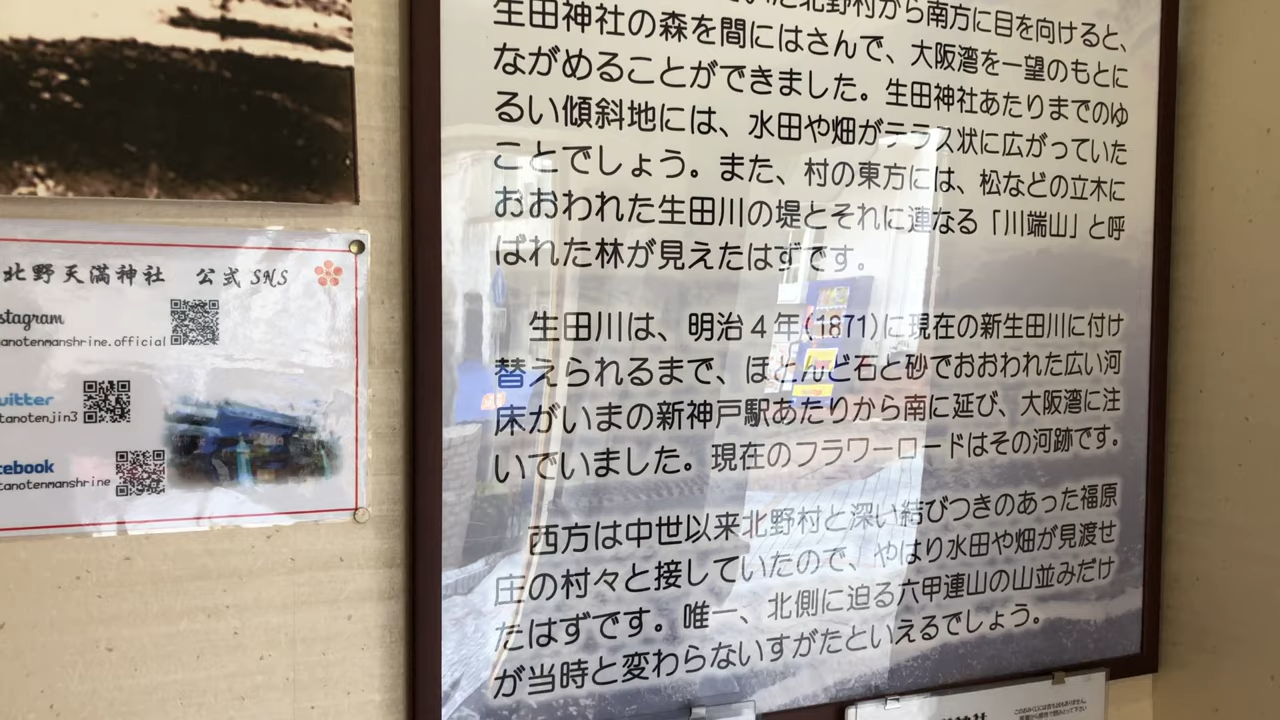 北野村から南方に目を向けると、
生田神社の森を間にはさんで、大阪湾を一望のもとに
ながめることができました。生田神社あたりまでのゆ
るい傾斜地には、水田や畑がテラス状に広がっていた
ことでしょう。また、村の東方には、松などの立木に
おおわれた生田川の堤とそれに連なる「川端山」と呼
ばれた林が見えたはずです。
生田川は、明治4年(1871)に現在の新生田川に付け
替えられるまで、ほとんど石と砂でおおわれた広い河
床がいまの新神戸駅あたりから南に延び、大阪湾に注
いでいました。現在のフラワーロードはその河跡です。
西方は中世以来北野村と深い結びつきのあった福原
庄の村々と接していたので、やはり水田や畑が見渡せ
たはずです。唯一、北側に迫る六甲連山の山並みだけ
が当時と変わらないすがたといえるでしょう。
北野天満神社 公式SNS
stagram
anotenmanshrine.official
witter
tanotenjin3
cebook
tanotenmanshrine